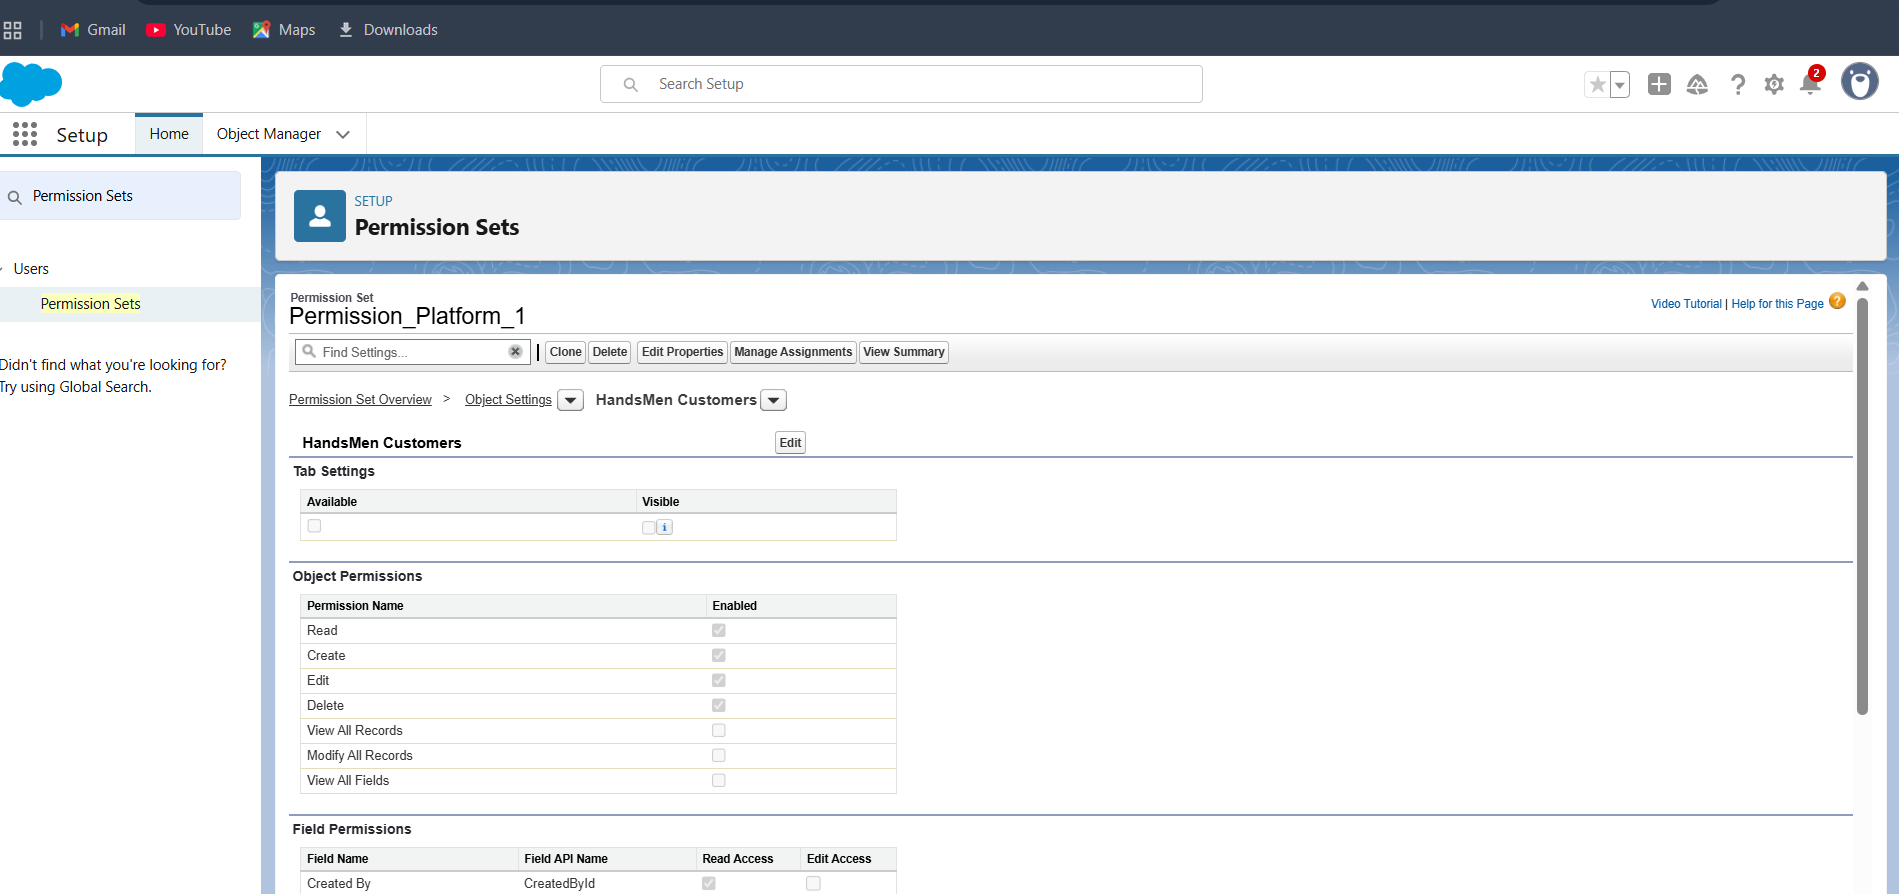 Gmail YouTube Maps Downloads
Search Setup
2
Setup Home Object Manager
Permission Sets
Users
Permission Sets
Didn't find what you're looking for?
Try using Global Search.
SETUP
Permission Sets
Permission Set
Permission_Platform_1
Video Tutorial | Help for this Page ?
Find Settings... Clone Delete Edit Properties Manage Assignments View Summary
Permission Set Overview > Object Settings HandsMen Customers
HandsMen Customers Edit
Tab Settings
Available Visible
i
Object Permissions
Permission Name Enabled
Read
Create
Edit
Delete
View All Records
Modify All Records
View All Fields
Field Permissions
Field Name Field API Name Read Access Edit Access
Created By CreatedById